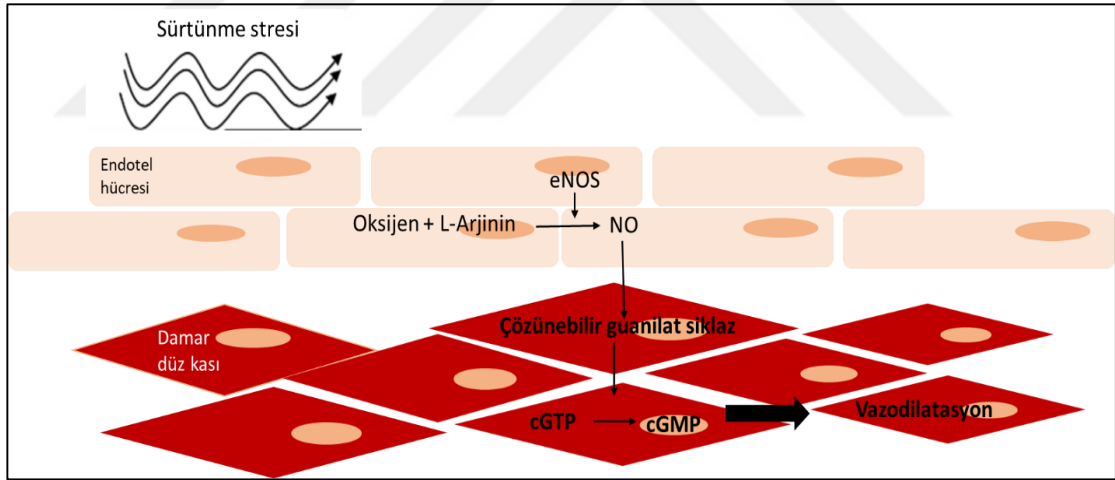 Sürtünme stresi
Endotel
hücresi
eNOS
Oksijen + L-Arjinin
NO
Çözünebilir guanilat siklaz
Damar
düz kası
cGTP
cGMP
Vazodilatasyon